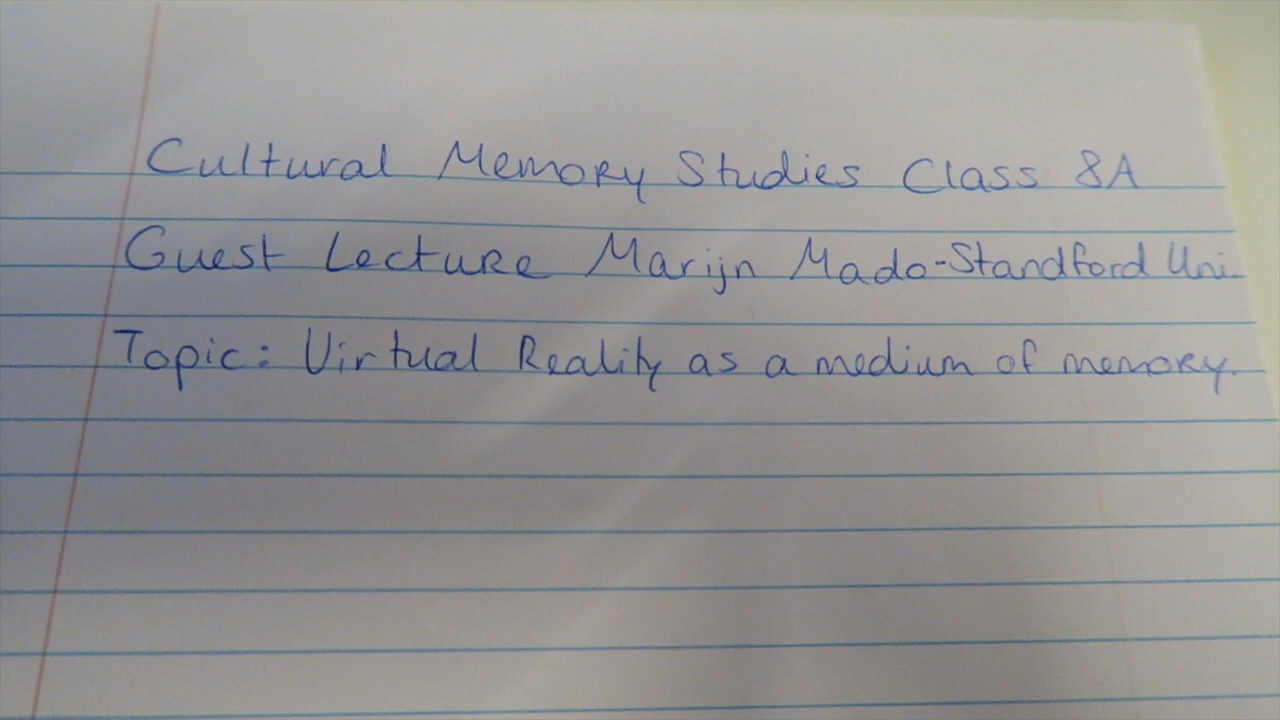 Cultural Memory Studies Class 8A
Guest Lecture Marijn Mado-Standford Uni.
Topic: Virtual Reality as a medium of memory.